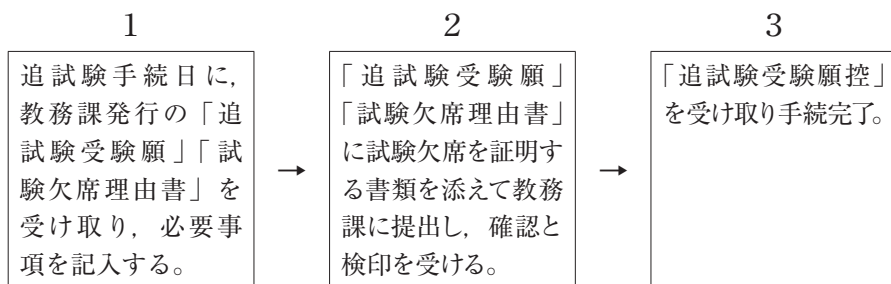 1
追試験手続日に,
教務課発行の「追
試験受験願」「試
験欠席理由書」を
受け取り, 必要事
項を記入する。
→
2
「追試験受験願」
「試験欠席理由書」
に試験欠席を証明す
る書類を添えて教務
課に提出し, 確認と
検印を受ける。
→
3
「追試験受験願控」
を受け取り手続完了。